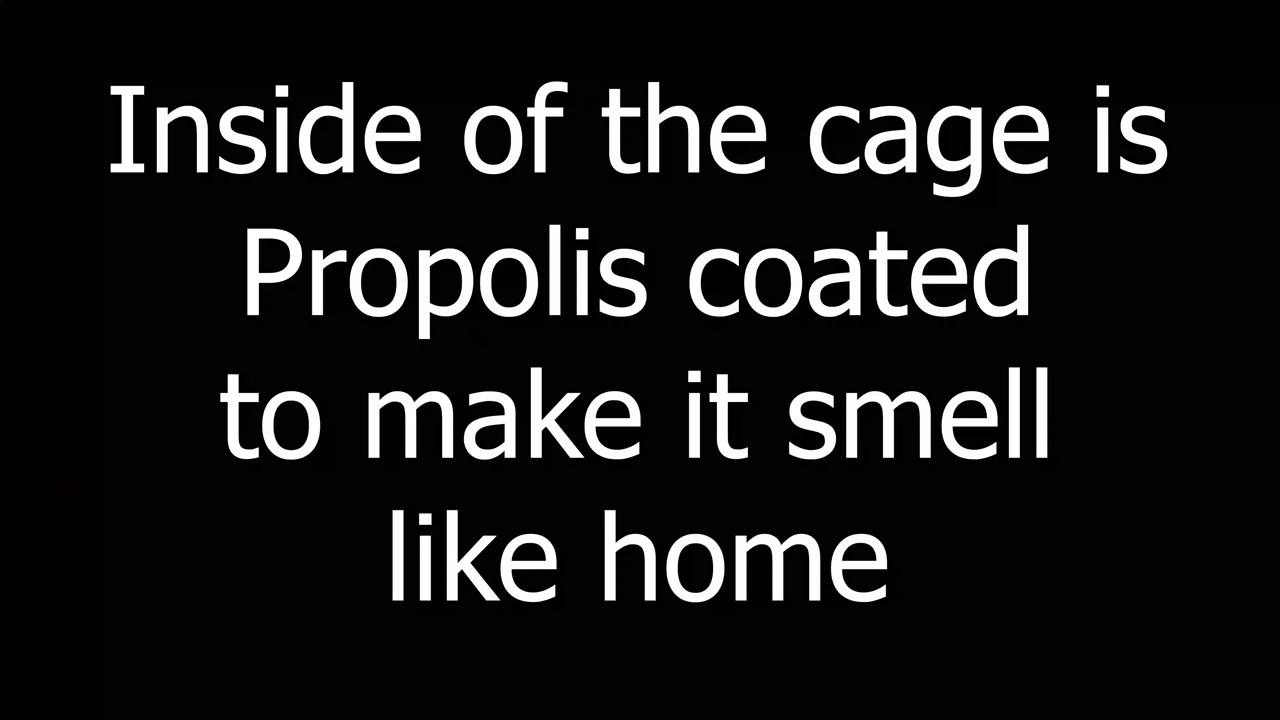 Inside of the cage is
Propolis coated
to make it smell
like home